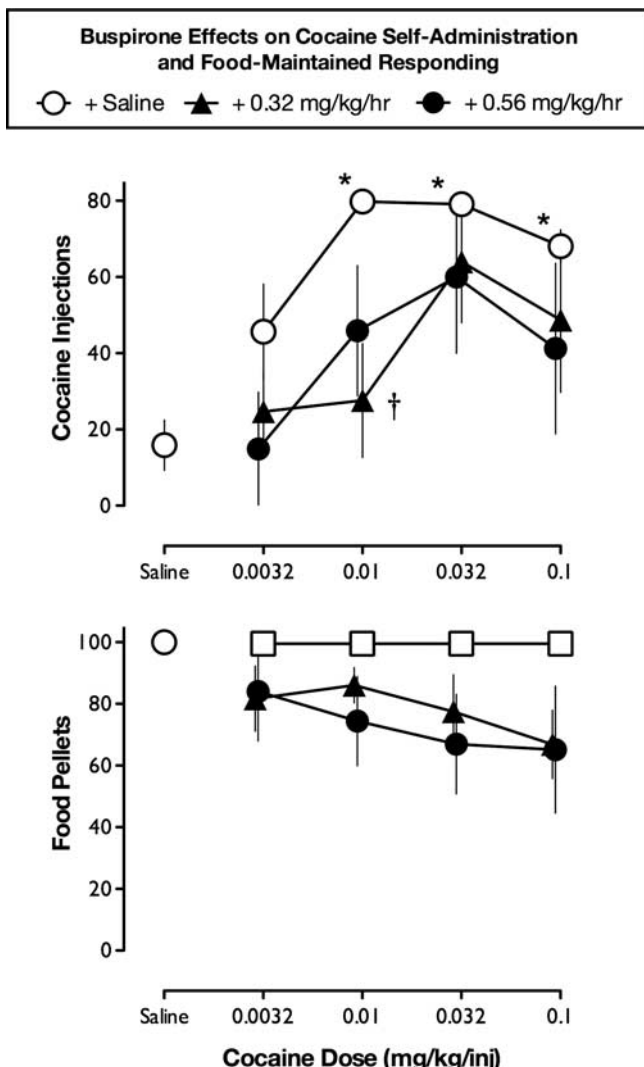 Buspirone Effects on Cocaine Self-Administration
and Food-Maintained Responding
+ Saline + 0.32 mg/kg/hr + 0.56 mg/kg/hr
Cocaine Injections
80
60
40
20
0
* * *
†
Saline 0.0032 0.01 0.032 0.1
Food Pellets
100
80
60
40
20
0
Saline 0.0032 0.01 0.032 0.1
Cocaine Dose (mg/kg/inj)